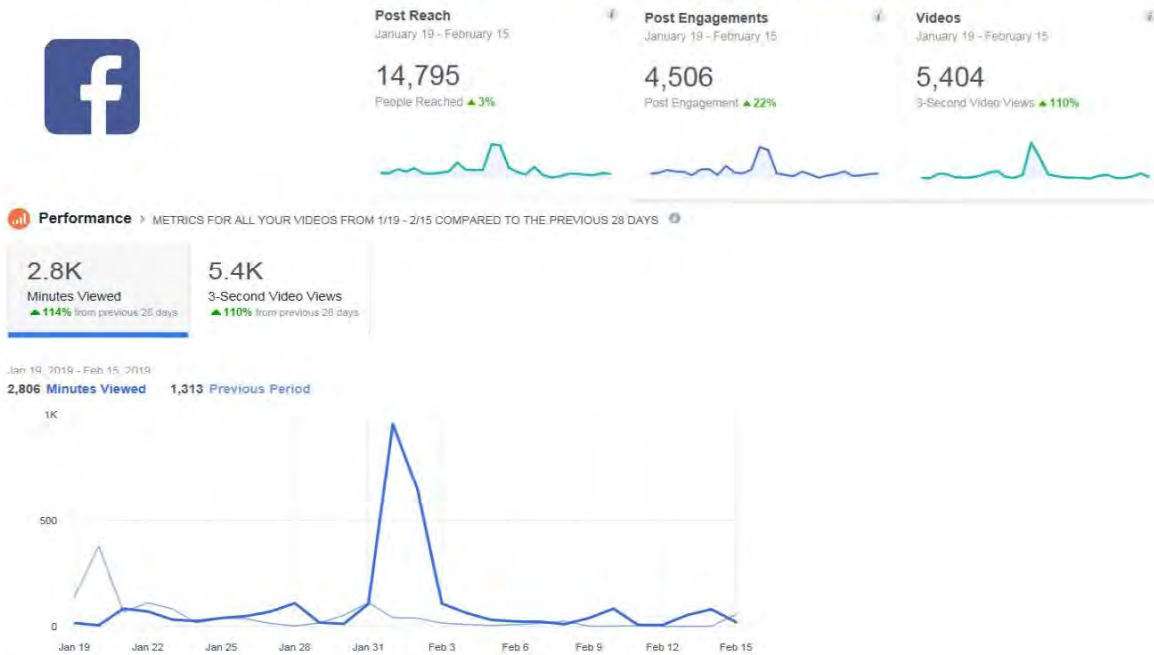 f
Post Reach
January 19 - February 15
14,795
People Reached ▲ 3%
Post Engagements
January 19 - February 15
4,506
Post Engagement ▲ 22%
Videos
January 19 - February 15
5,404
3-Second Video Views ▲ 110%
Performance > METRICS FOR ALL YOUR VIDEOS FROM 1/19 - 2/15 COMPARED TO THE PREVIOUS 28 DAYS i
2.8K
Minutes Viewed
▲ 114% from previous 28 days
5.4K
3-Second Video Views
▲ 110% from previous 28 days
Jan 19, 2019 - Feb 15, 2019
2,806 Minutes Viewed 1,313 Previous Period
1K
500
0
Jan 19 Jan 22 Jan 25 Jan 28 Jan 31 Feb 3 Feb 6 Feb 9 Feb 12 Feb 15